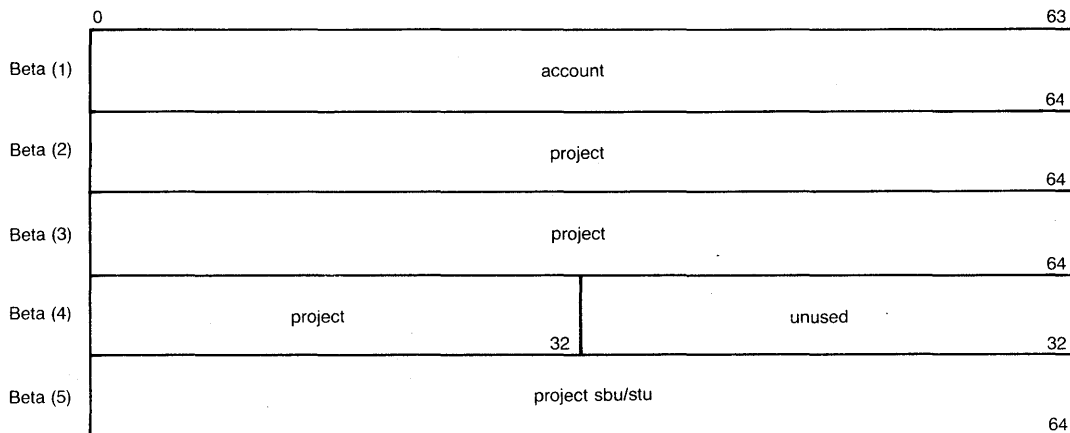 0 63
Beta (1) account 64
Beta (2) project 64
Beta (3) project 64
Beta (4) project 32 unused 32
Beta (5) project sbu/stu 64